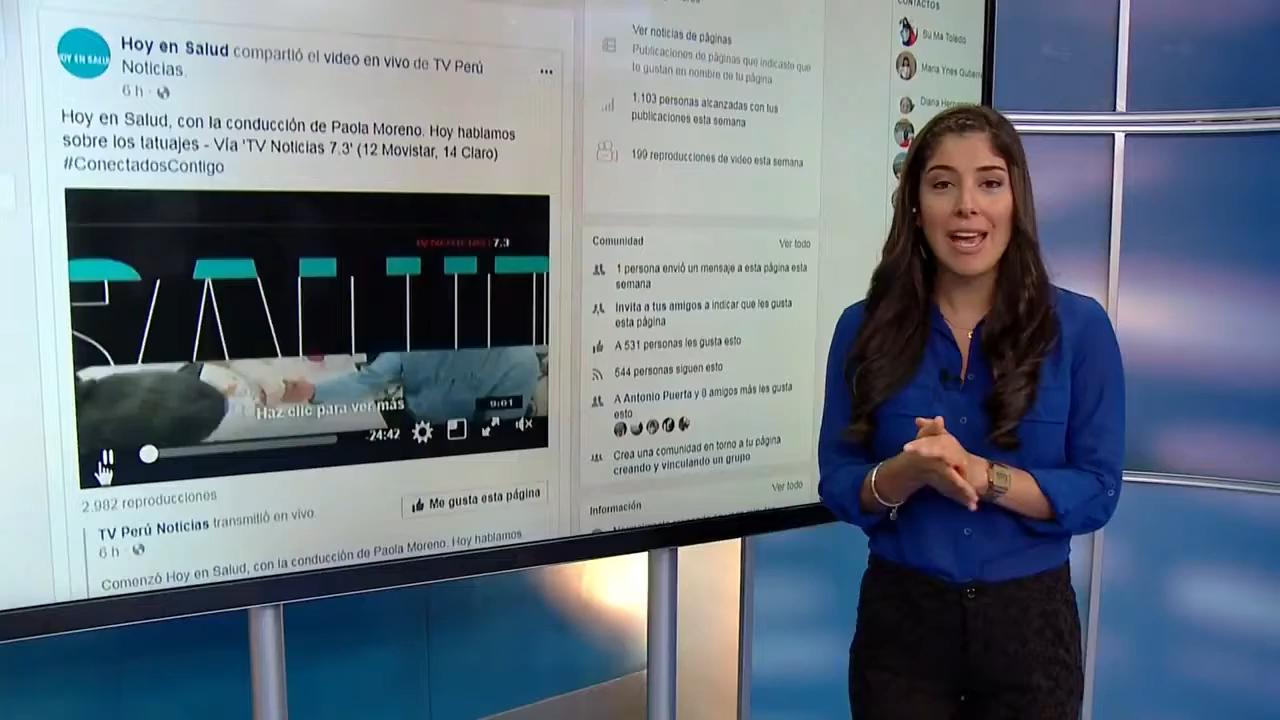 HOY EN SALUD
Hoy en Salud compartió el video en vivo de TV Perú
Noticias.
6 h
Hoy en Salud, con la conducción de Paola Moreno. Hoy hablamos
sobre los tatuajes - Vía 'TV Noticias 7.3' (12 Movistar, 14 Claro)
#ConectadosContigo
7.3
Haz clic para ver más
-24:42
2.982 reproducciones
Me gusta esta página
TV Perú Noticias transmitió en vivo.
6 h
Comenzó Hoy en Salud, con la conducción de Paola Moreno. Hoy hablamos
Ver noticias de páginas
Publicaciones de páginas que indicaste que
te gustan en nombre de tu página
1.103 personas alcanzadas con tus
publicaciones esta semana
199 reproducciones de video esta semana
Comunidad
Ver todo
1 persona envió un mensaje a esta página esta
semana
Invita a tus amigos a indicar que les gusta
esta página
A 531 personas les gusta esto
544 personas siguen esto
A Antonio Puerta y 8 amigos más les gusta
esto
Crea una comunidad en torno a tu página
creando y vinculando un grupo
Información
Ver todo
CONTACTOS
Su Ma Toledo
Maria Ynes
Diana